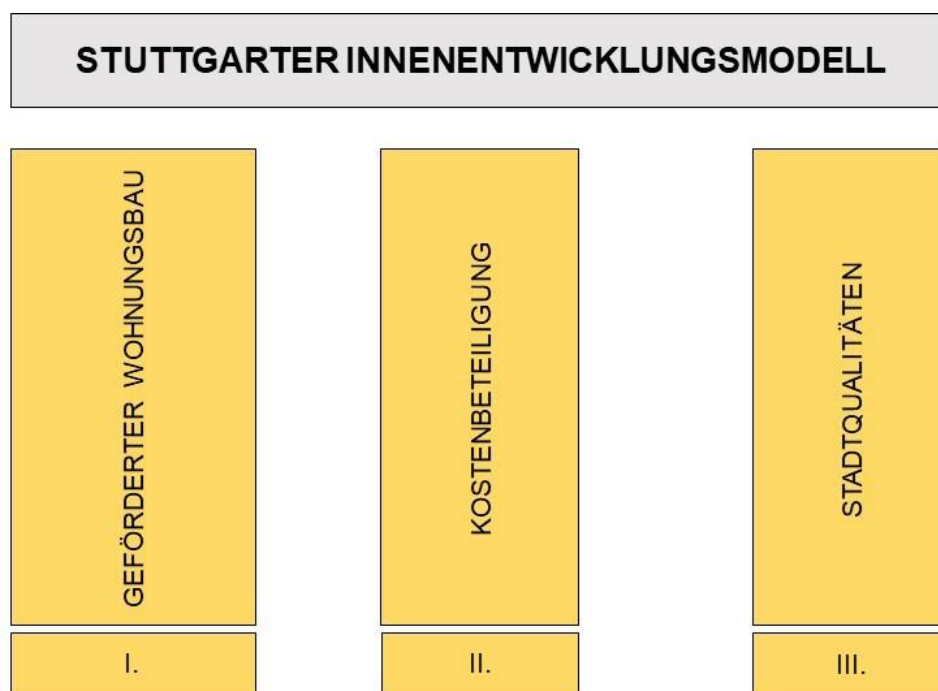 STUTTGARTER INNENENTWICKLUNGSMODELL
GEFÖRDERTER WOHNUNGSBAU
KOSTENBETEILIGUNG
STADTQUALITÄTEN
I.
II.
III.